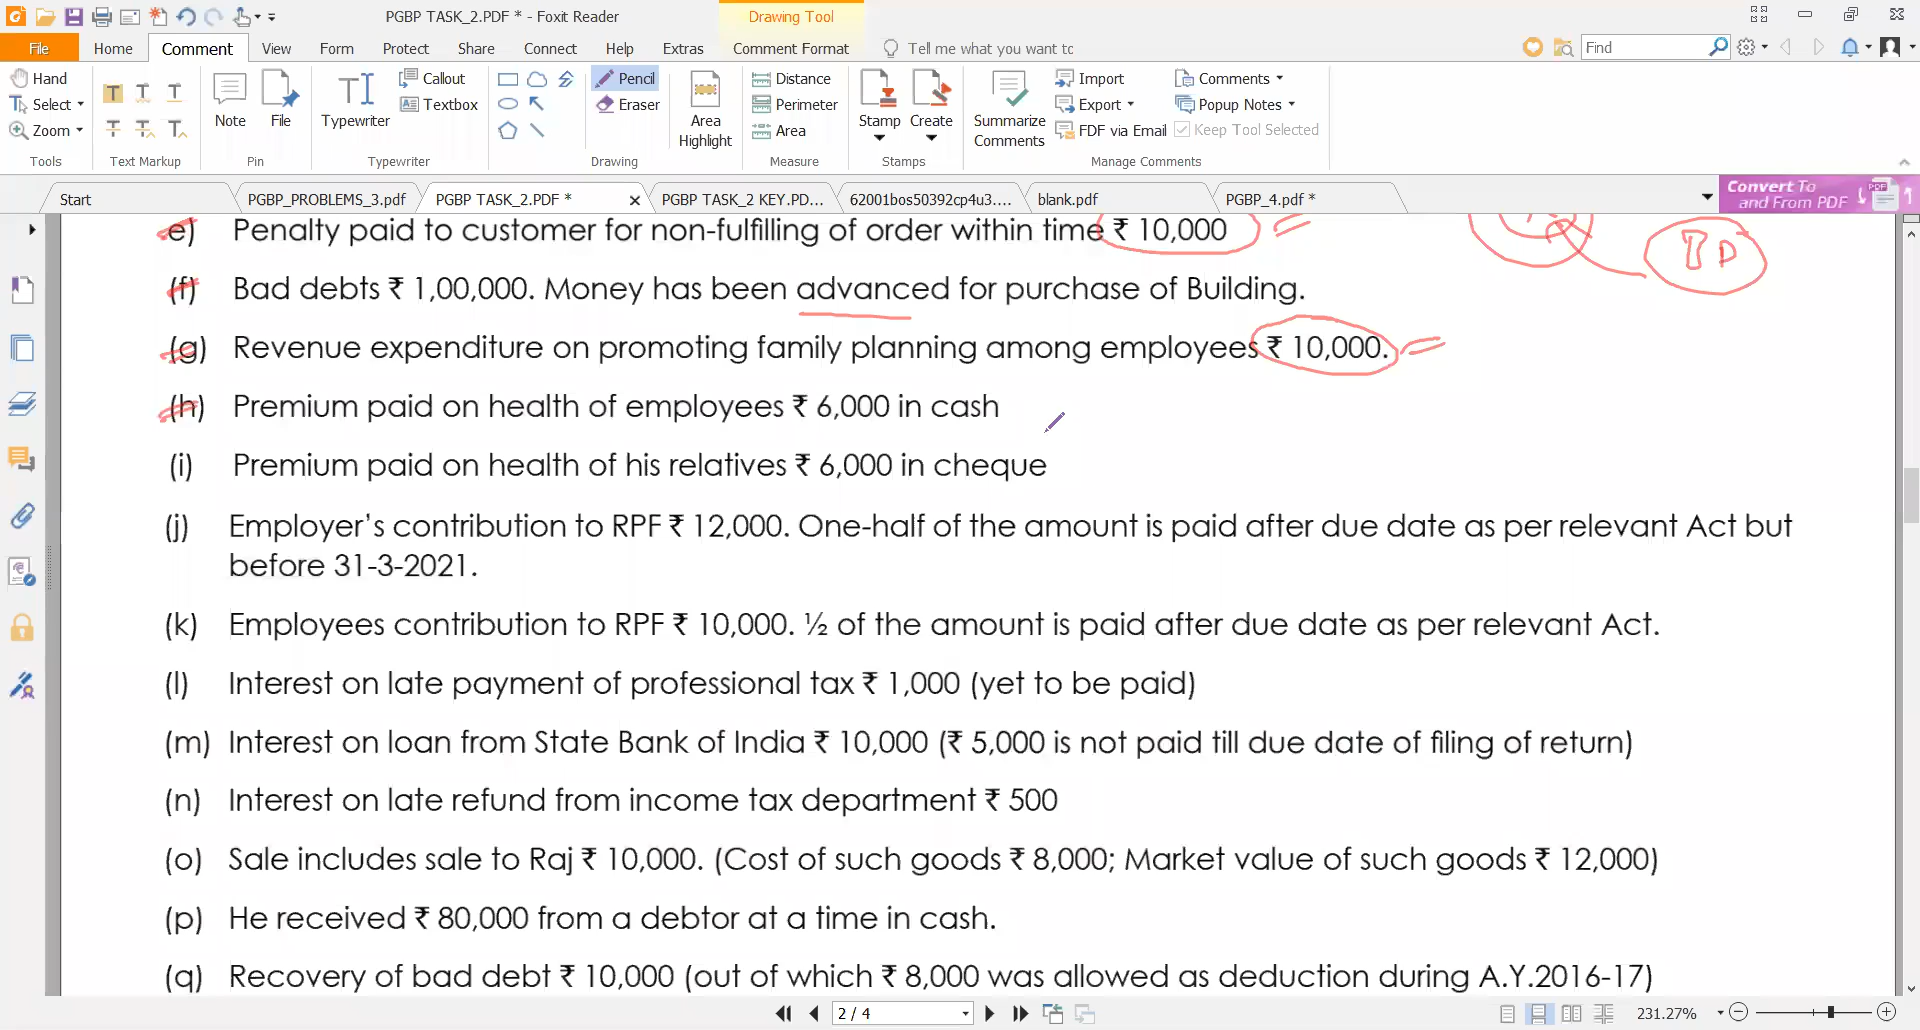 PGBP TASK_2.PDF * - Foxit Reader
Drawing Tool
File Home Comment View Form Protect Share Connect Help Extras Comment Format Tell me what you want to Find
Hand
Select
Zoom
Tools
Text Markup
Note File
Pin
Typewriter
Callout
Textbox
Typewriter
Pencil
Eraser
Drawing
Area Highlight
Distance
Perimeter
Area
Measure
Stamp Create
Stamps
Summarize Comments
Import
Export
FDF via Email
Comments
Popup Notes
Keep Tool Selected
Manage Comments
Start PGBP_PROBLEMS_3.pdf PGBP TASK_2.PDF * PGBP TASK_2 KEY.PD... 62001bos50392cp4u3.... blank.pdf PGBP_4.pdf *
Convert To
and From PDF
PDF
e) Penalty paid to customer for non-fulfilling of order within time ₹ 10,000
(f) Bad debts ₹ 1,00,000. Money has been advanced for purchase of Building.
(g) Revenue expenditure on promoting family planning among employees ₹ 10,000.
(h) Premium paid on health of employees ₹ 6,000 in cash
(i) Premium paid on health of his relatives ₹ 6,000 in cheque
(j) Employer's contribution to RPF ₹ 12,000. One-half of the amount is paid after due date as per relevant Act but
before 31-3-2021.
(k) Employees contribution to RPF ₹ 10,000. ½ of the amount is paid after due date as per relevant Act.
(l) Interest on late payment of professional tax ₹ 1,000 (yet to be paid)
(m) Interest on loan from State Bank of India ₹ 10,000 (₹ 5,000 is not paid till due date of filing of return)
(n) Interest on late refund from income tax department ₹ 500
(o) Sale includes sale to Raj ₹ 10,000. (Cost of such goods ₹ 8,000; Market value of such goods ₹ 12,000)
(p) He received ₹ 80,000 from a debtor at a time in cash.
(q) Recovery of bad debt ₹ 10,000 (out of which ₹ 8,000 was allowed as deduction during A.Y.2016-17)
2 / 4
231.27%